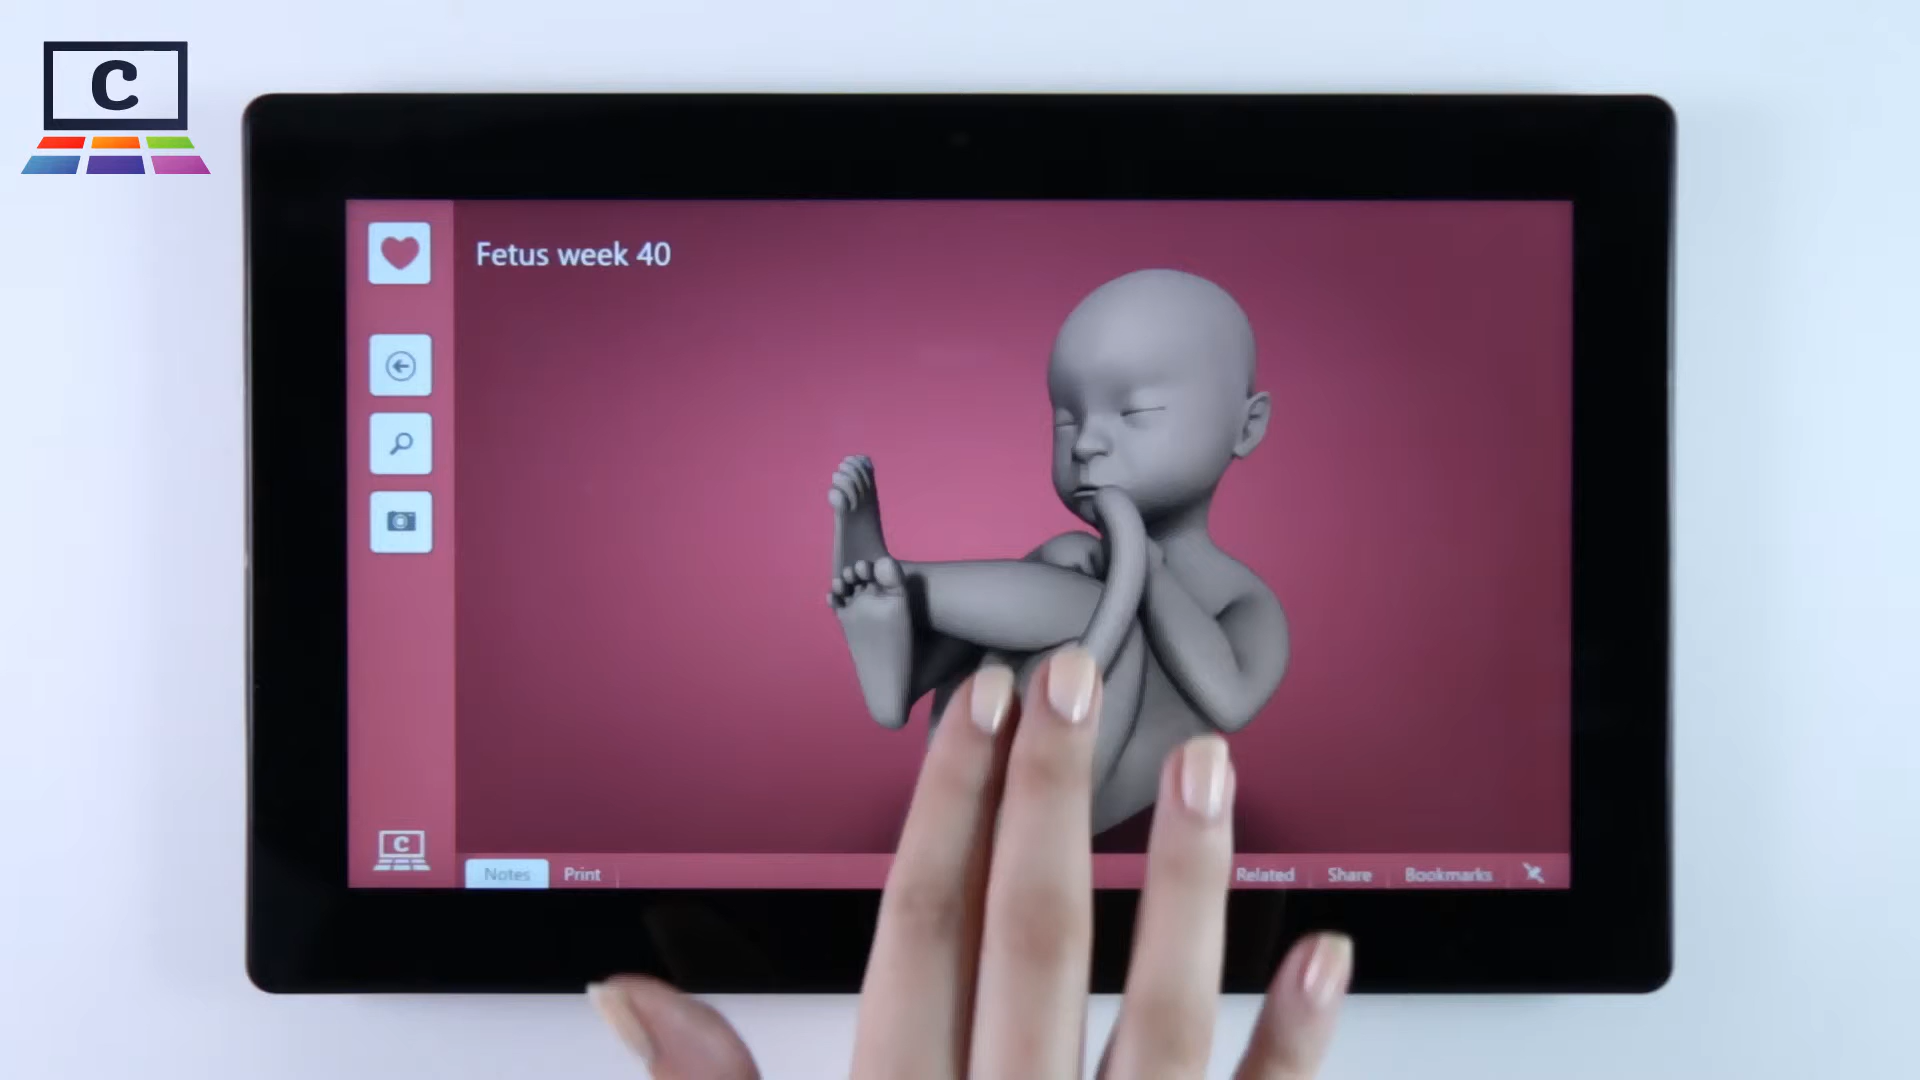 C
Fetus week 40
C
Notes
Print
Related
Share
Bookmarks